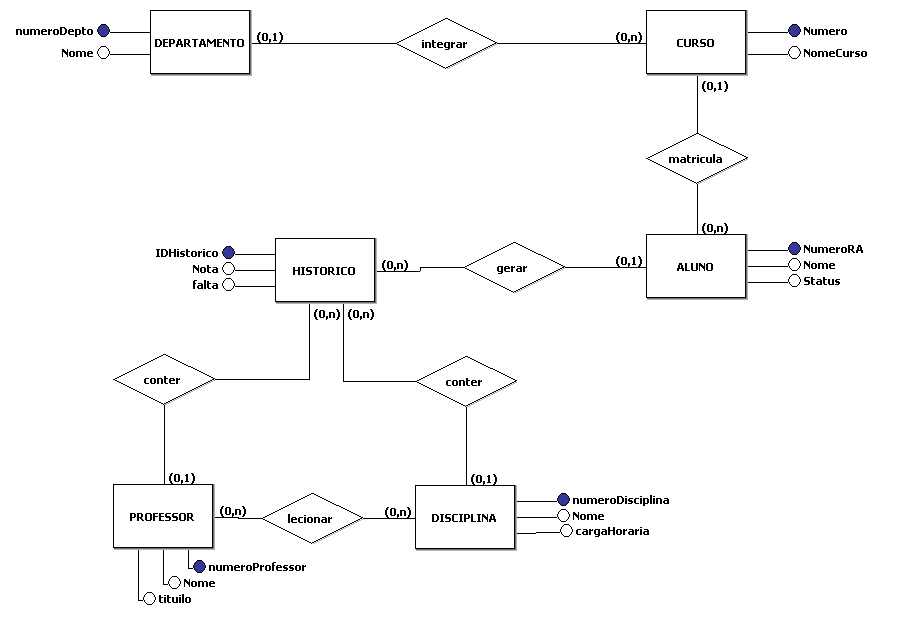 numeroDepto
Nome
DEPARTAMENTO
(0,1)
integrar
(0,n)
CURSO
Numero
NomeCurso
(0,1)
matricula
(0,n)
IDHistorico
Nota
falta
HISTORICO
(0,n)
gerar
(0,1)
ALUNO
NumeroRA
Nome
Status
(0,n)
(0,n)
conter
conter
(0,1)
(0,1)
PROFESSOR
(0,n)
lecionar
(0,n)
DISCIPLINA
numeroDisciplina
Nome
cargaHoraria
numeroProfessor
Nome
tituilo